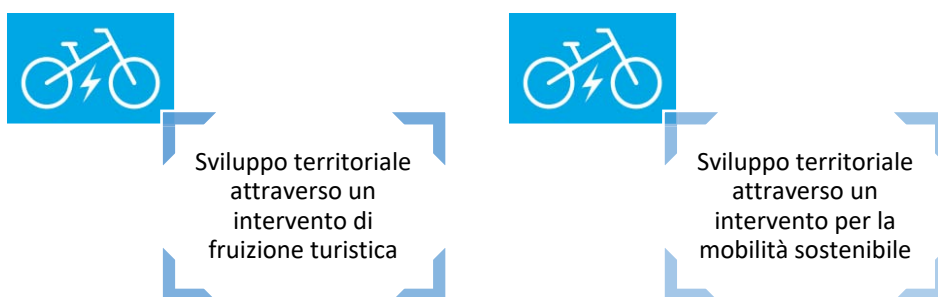 Sviluppo territoriale
attraverso un
intervento di
fruizione turistica
Sviluppo territoriale
attraverso un
intervento per la
mobilità sostenibile